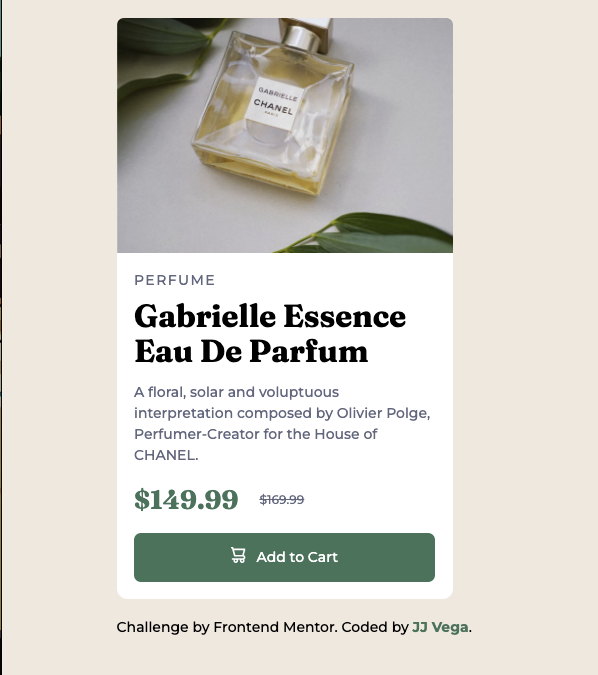 GABRIELLE
CHANEL
PARIS
PERFUME
Gabrielle Essence
Eau De Parfum
A floral, solar and voluptuous
interpretation composed by Olivier Polge,
Perfumer-Creator for the House of
CHANEL.
$149.99 $169.99
Add to Cart
Challenge by Frontend Mentor. Coded by JJ Vega.